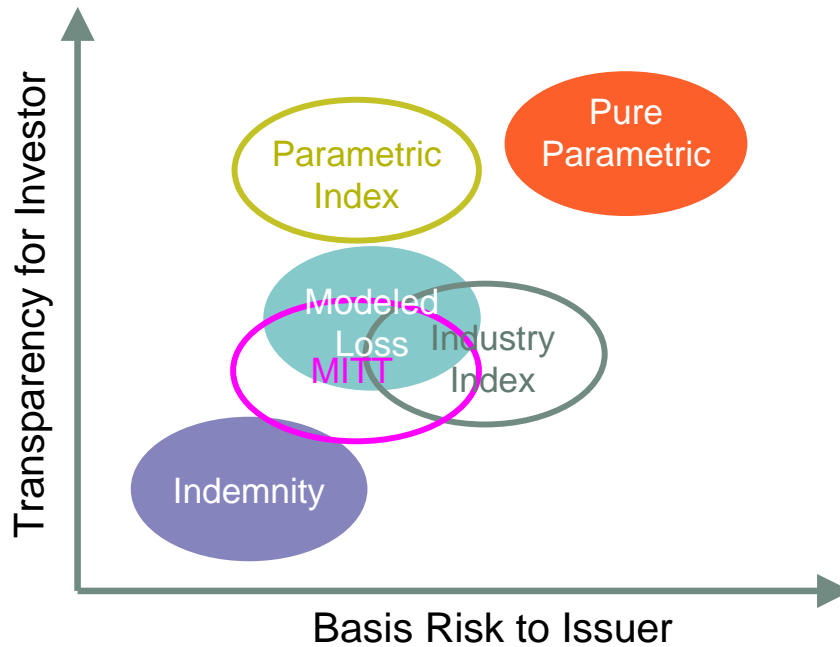 Transparency for Investor
Pure
Parametric
Parametric
Index
Modeled
Loss
Industry
Index
MITT
Indemnity
Basis Risk to Issuer